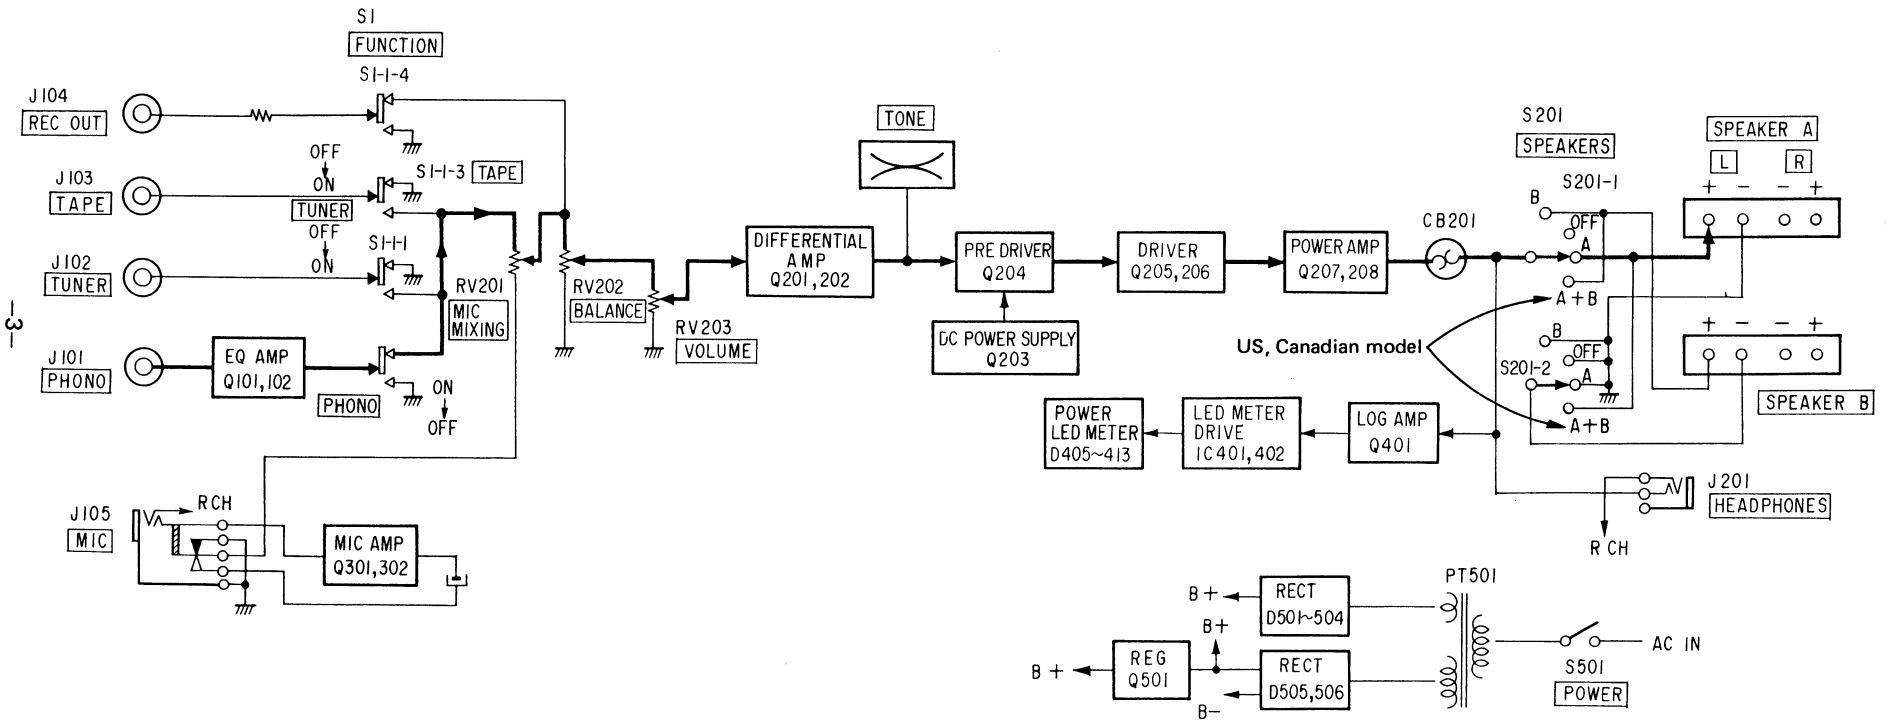 S1
FUNCTION
S1-1-4
J104
REC OUT
OFF
ON
J103
TAPE
TUNER
S1-1-3 TAPE
OFF
ON
S1-1-1
J102
TUNER
J101
PHONO
EQ AMP
Q101,102
PHONO
ON
OFF
RV201
MIC
MIXING
RV202
BALANCE
RV203
VOLUME
DIFFERENTIAL
AMP
Q201,202
TONE
PRE DRIVER
Q204
DC POWER SUPPLY
Q203
DRIVER
Q205,206
POWER AMP
Q207,208
CB201
S201
SPEAKERS
S201-1
B
OFF
A
A+B
US, Canadian model
B
OFF
S201-2
A
A+B
SPEAKER A
L
R
+ - - +
+ - - +
SPEAKER B
POWER
LED METER
D405~413
LED METER
DRIVE
IC401,402
LOG AMP
Q401
J201
HEADPHONES
R CH
J105
MIC
R CH
MIC AMP
Q301,302
PT501
B+
RECT
D501~504
B+
B+
REG
Q501
RECT
D505,506
B-
AC IN
S501
POWER
-3-